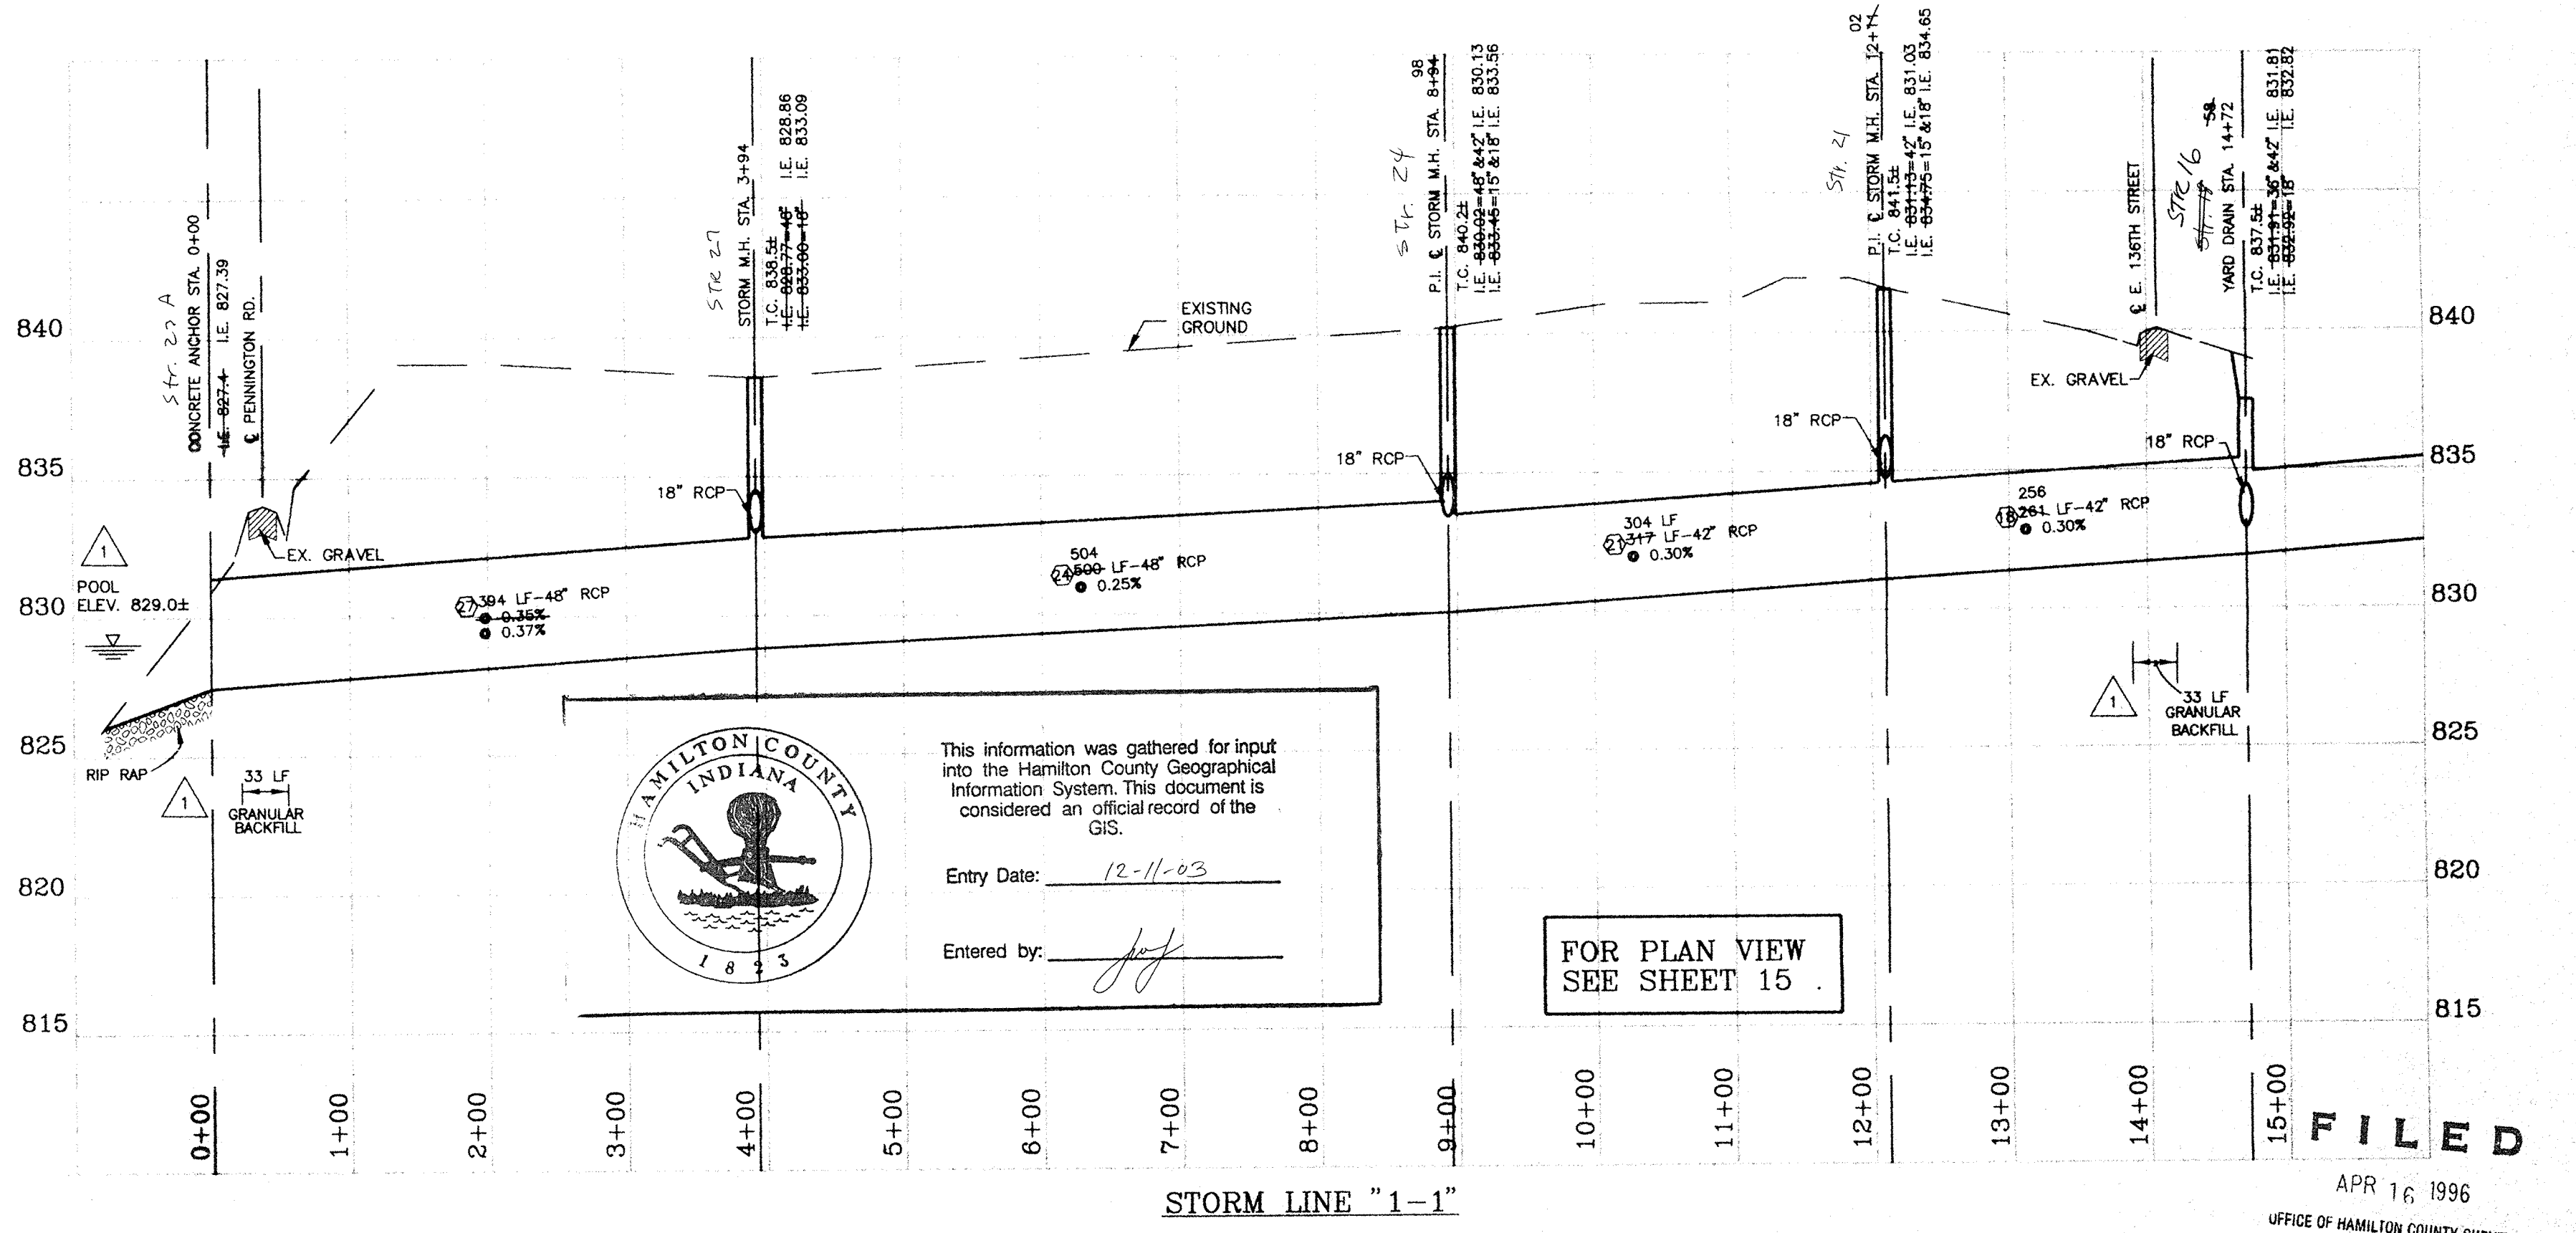 Str. 27A
CONCRETE ANCHOR STA. 0+00
I.E. 827.4 I.E. 827.39
℄ PENNINGTON RD.
STR 27
STORM M.H. STA. 3+94
T.C. 838.5±
I.E. 828.77=48" I.E. 828.86
I.E. 833.00=18" I.E. 833.09
STr. 24
98
P.I. ℄ STORM M.H. STA. 8+94
T.C. 840.2±
I.E. 830.02=48"&42" I.E. 830.13
I.E. 833.45=15"&18" I.E. 833.56
Str. 21
02
P.I. ℄ STORM M.H. STA. 12+11
T.C. 841.5±
I.E. 831.13=42" I.E. 831.03
I.E. 834.75=15"&18" I.E. 834.65
℄ E. 136TH STREET
STR 16
58
YARD DRAIN STA. 14+72
T.C. 837.5±
I.E. 831.91=36"&42" I.E. 831.81
I.E. 832.92=18" I.E. 832.82
840
835
830
825
820
815
840
835
830
825
820
815
EXISTING
GROUND
EX. GRAVEL
18" RCP
18" RCP
18" RCP
18" RCP
EX. GRAVEL
1
POOL
ELEV. 829.0±
27 394 LF-48" RCP
0.35%
0.37%
504
24 500 LF-48" RCP
0.25%
304 LF
21 317 LF-42" RCP
0.30%
256
18 261 LF-42" RCP
0.30%
RIP RAP
1
33 LF
GRANULAR
BACKFILL
1
33 LF
GRANULAR
BACKFILL
HAMILTON COUNTY
INDIANA
1823
This information was gathered for input
into the Hamilton County Geographical
Information System. This document is
considered an official record of the
GIS.
Entry Date: 12-11-03
Entered by:
FOR PLAN VIEW
SEE SHEET 15
0+00
1+00
2+00
3+00
4+00
5+00
6+00
7+00
8+00
9+00
10+00
11+00
12+00
13+00
14+00
15+00
STORM LINE "1-1"
FILED
APR 16 1996
OFFICE OF HAMILTON COUNTY